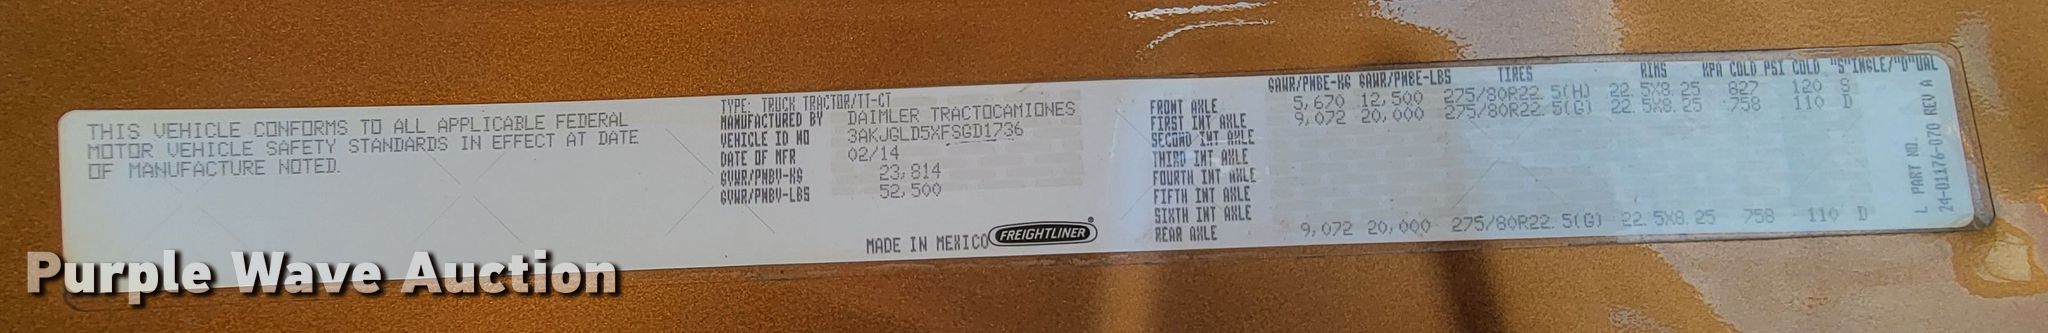 THIS VEHICLE CONFORMS TO ALL APPLICABLE FEDERAL
MOTOR VEHICLE SAFETY STANDARDS IN EFFECT AT DATE
OF MANUFACTURE NOTED.
TYPE: TRUCK TRACTOR/TT-CT
MANUFACTURED BY DAIMLER TRACTOCAMIONES
VEHICLE ID NO 3AKJGLD5XFSGD1736
DATE OF MFR 02/14
GVWR/PNBV-KG 23,814
GVWR/PNBV-LBS 52,500
MADE IN MEXICO FREIGHTLINER®
GAWR/PNBE-KG GAWR/PNBE-LBS TIRES RIMS KPA COLD PSI COLD "S"INGLE/"D"UAL
FRONT AXLE 5,670 12,500 275/80R22.5(H) 22.5X8.25 827 120 S
FIRST INT AXLE 9,072 20,000 275/80R22.5(G) 22.5X8.25 758 110 D
SECOND INT AXLE
THIRD INT AXLE
FOURTH INT AXLE
FIFTH INT AXLE
SIXTH INT AXLE
REAR AXLE 9,072 20,000 275/80R22.5(G) 22.5X8.25 758 110 D
L PART NO.
24-01176-070 REV A
Purple Wave Auction